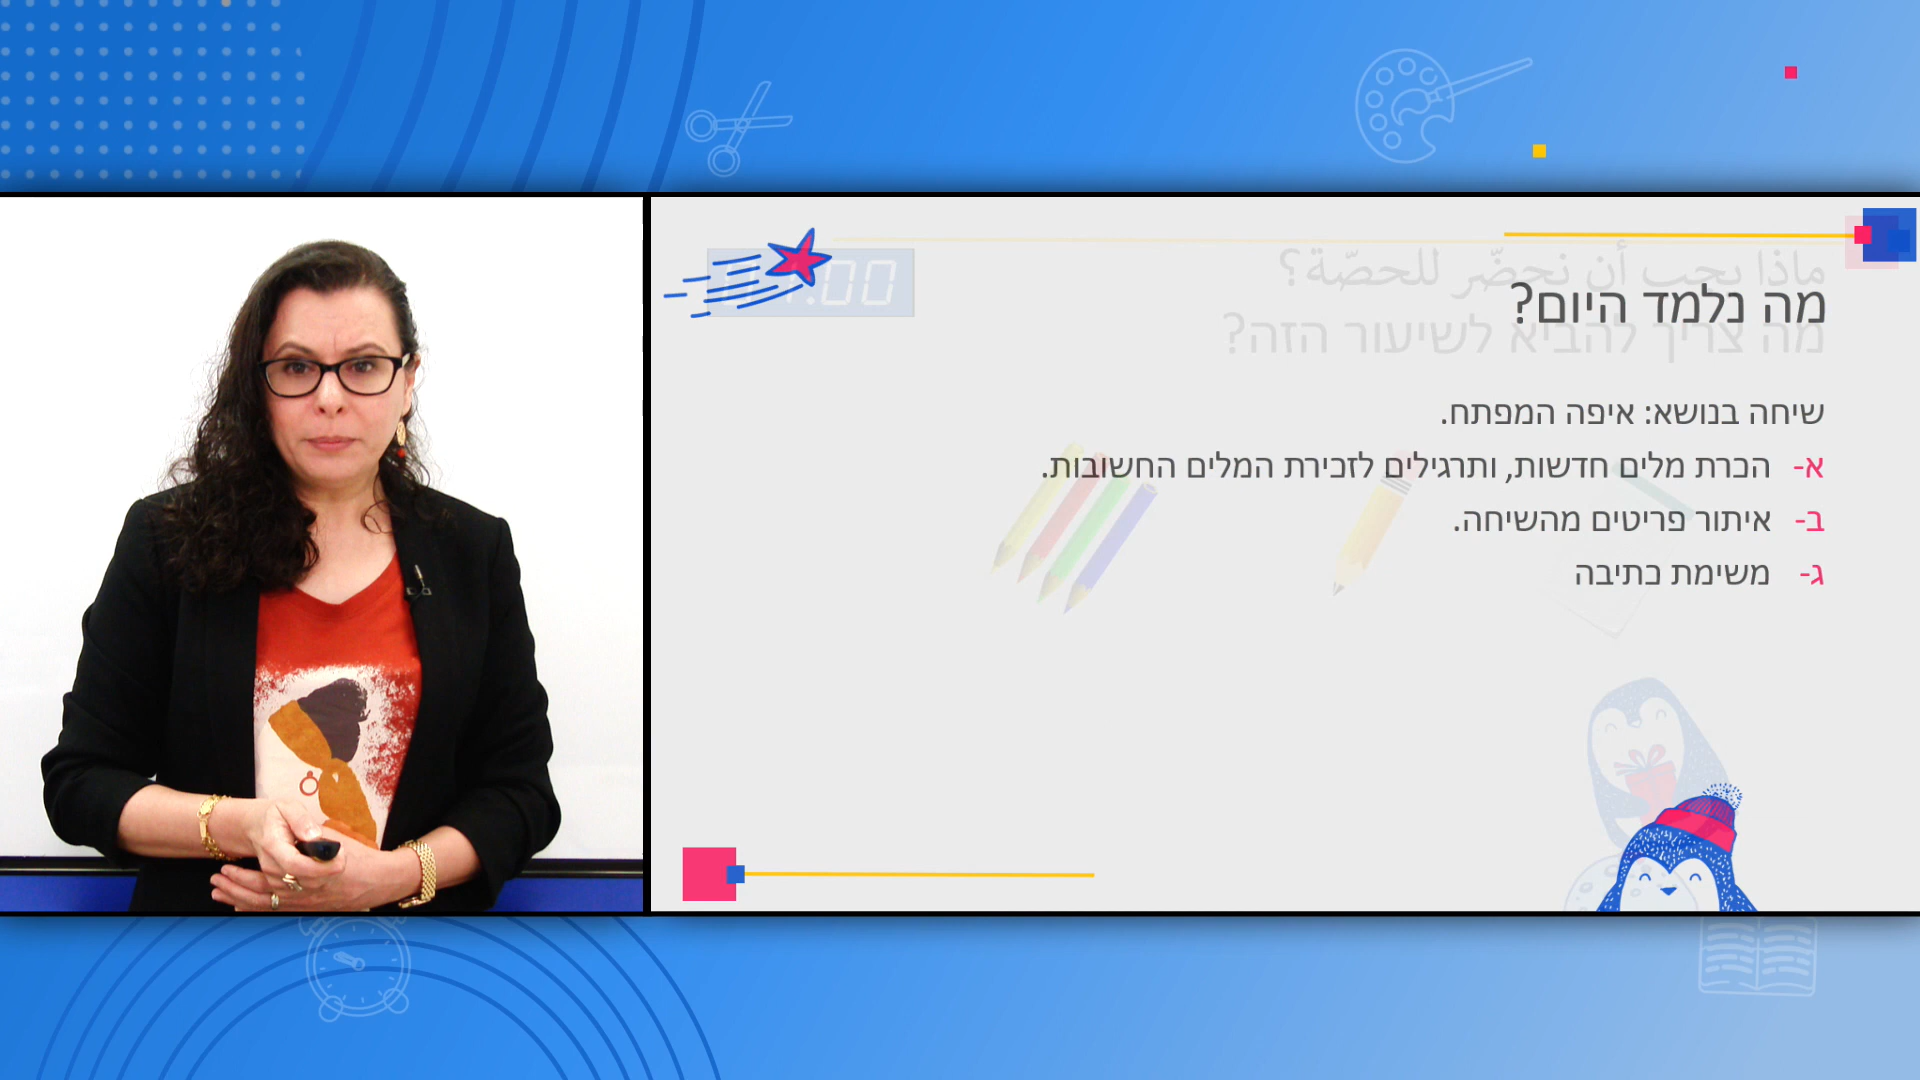 ماذا يجب أن نحضّر للحصّة؟
מה נלמד היום?
מה צריך להביא לשיעור הזה?
שיחה בנושא: איפה המפתח.
א- הכרת מלים חדשות, ותרגילים לזכירת המלים החשובות.
ב- איתור פריטים מהשיחה.
ג- משימת כתיבה